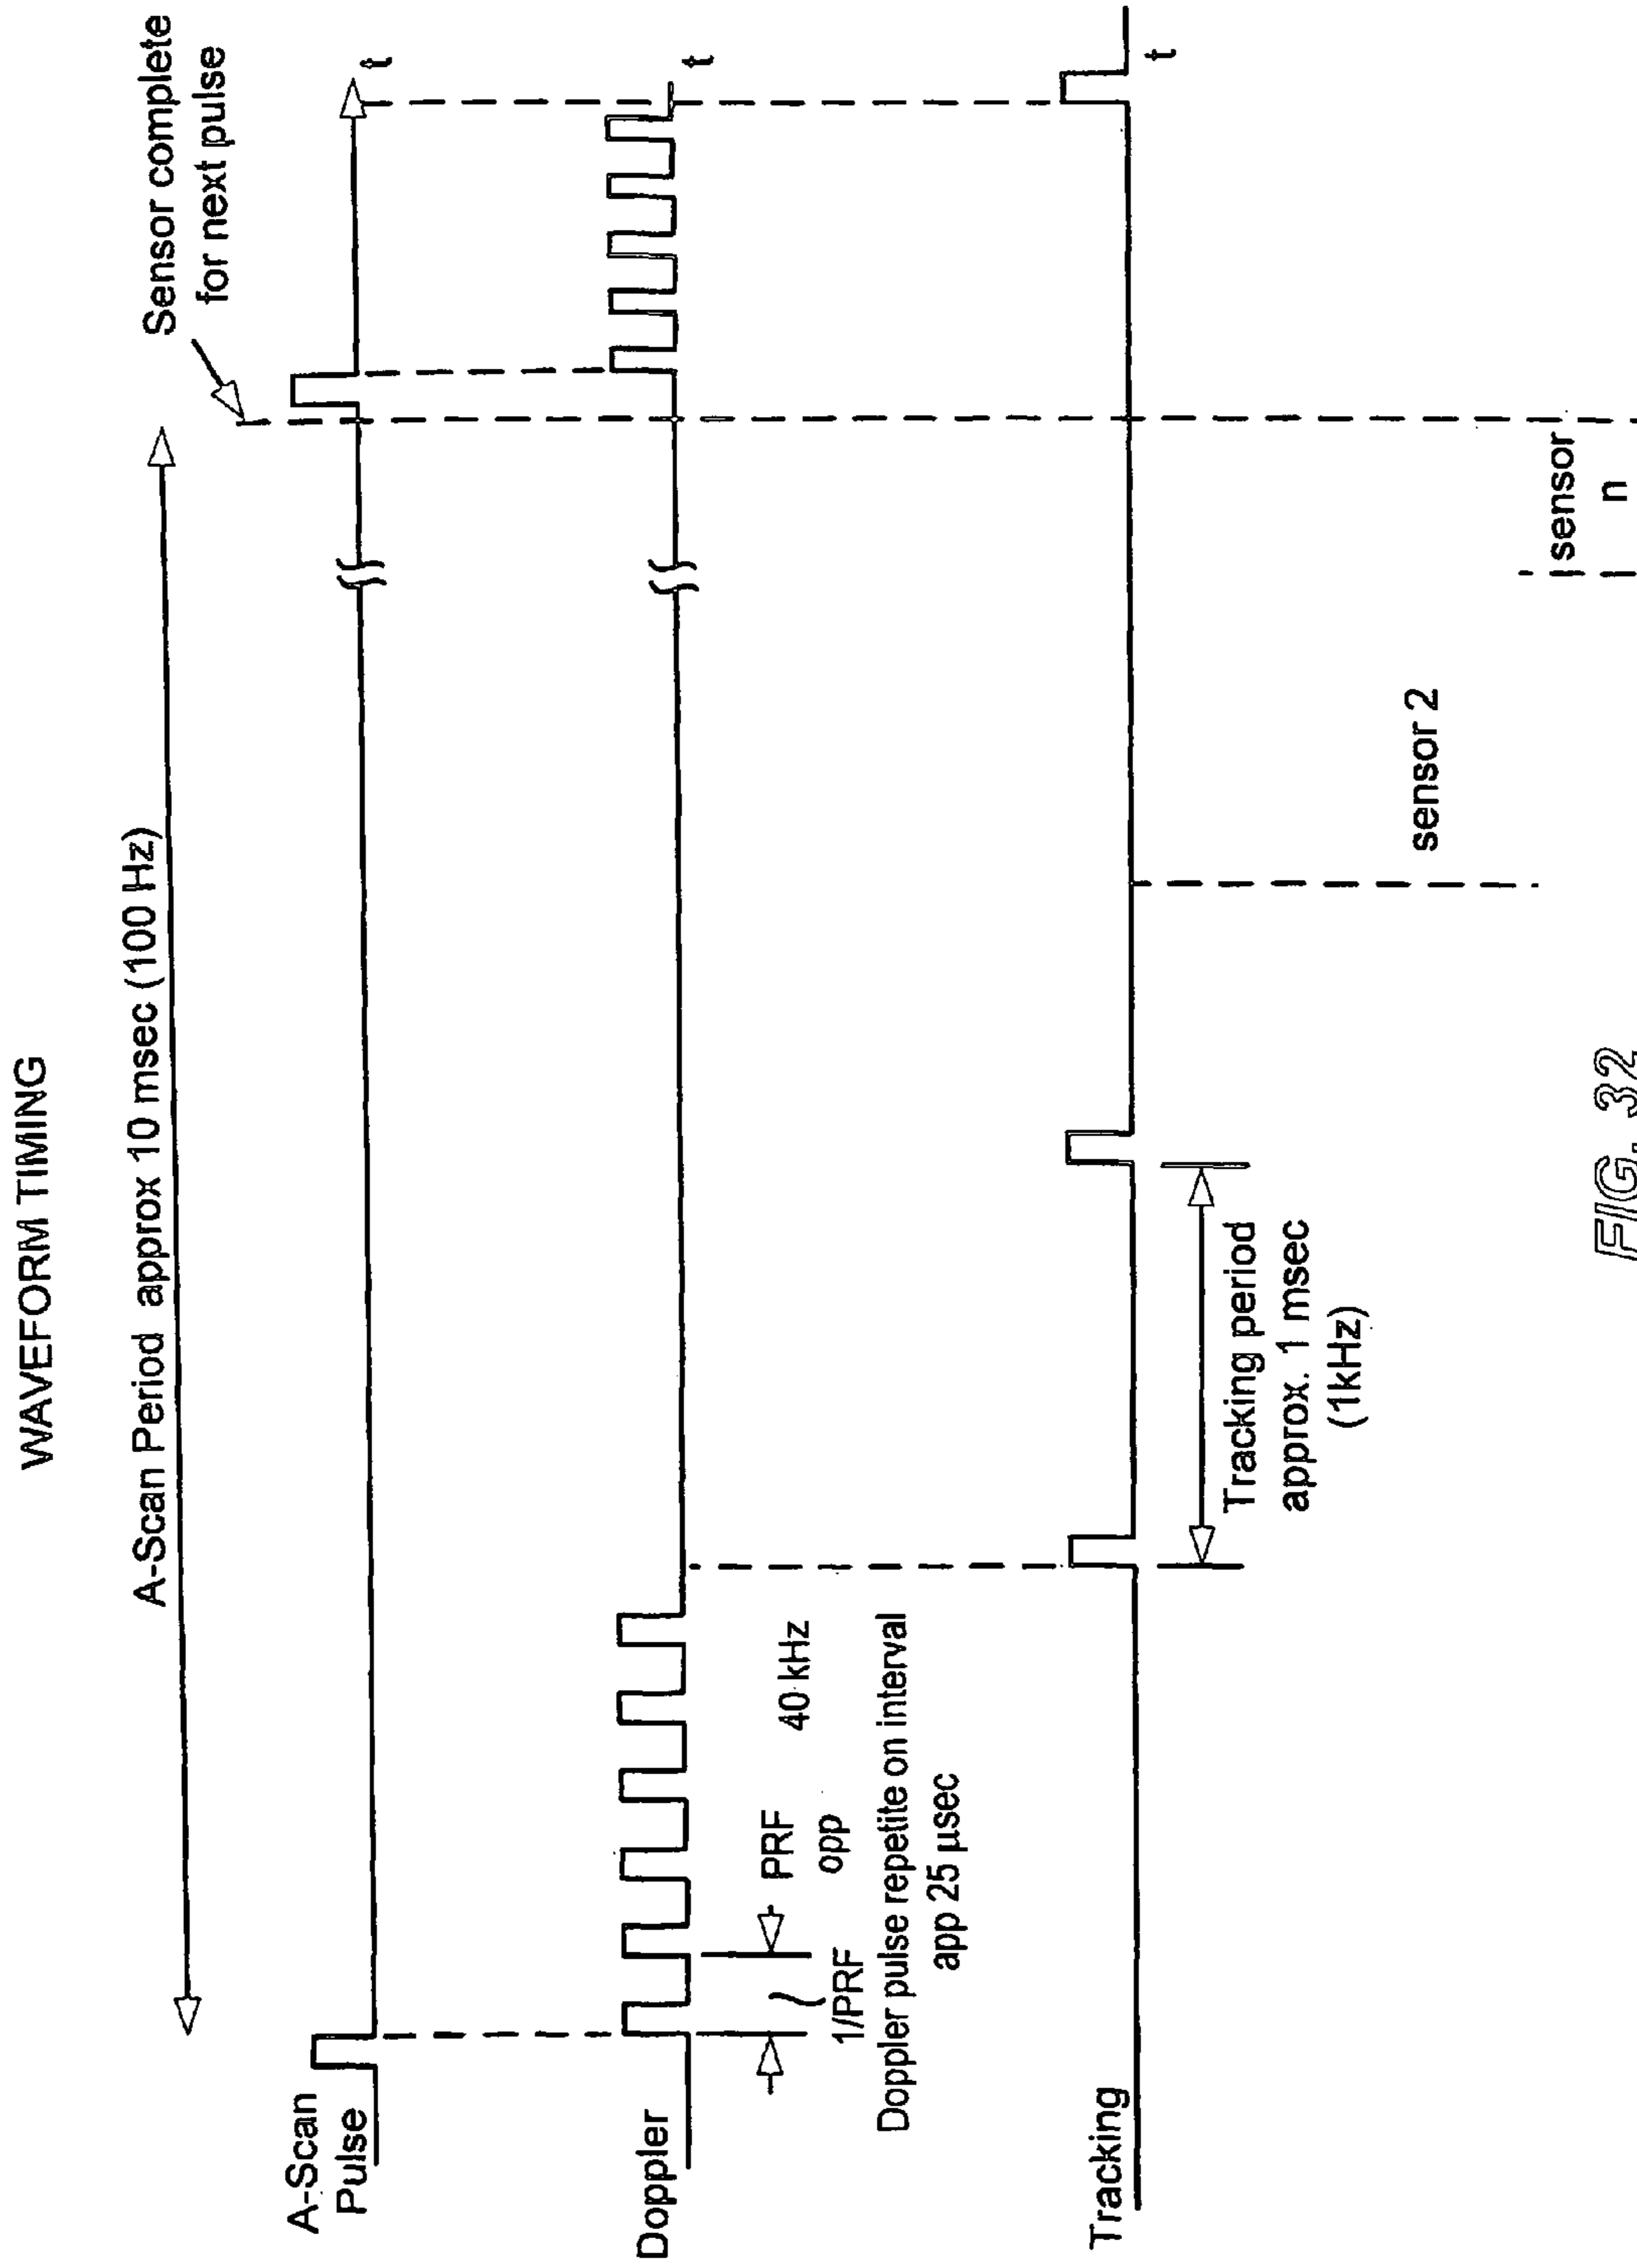 WAVEFORM TIMING
A-Scan Period approx 10 msec (100 Hz)
Sensor complete
for next pulse
A-Scan
Pulse
t
Doppler
t
1/PRF
PRF 40 kHz
opp
Doppler pulse repetite on interval
app 25 µsec
Tracking
t
Tracking period
approx. 1 msec
(1kHz)
sensor 2
sensor
n
FIG. 32